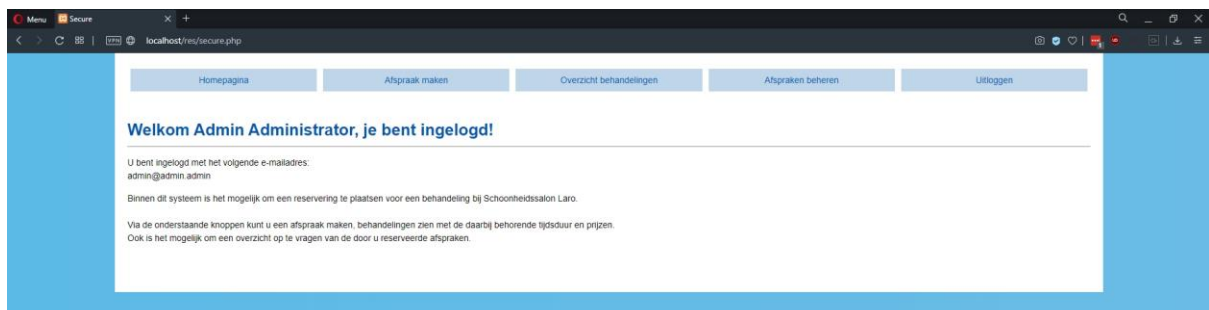 Menu Secure
VPN localhost/res/secure.php
Homepagina Afspraak maken Overzicht behandelingen Afspraken beheren Uitloggen
Welkom Admin Administrator, je bent ingelogd!
U bent ingelogd met het volgende e-mailadres:
admin@admin.admin
Binnen dit systeem is het mogelijk om een reservering te plaatsen voor een behandeling bij Schoonheidssalon Laro.
Via de onderstaande knoppen kunt u een afspraak maken, behandelingen zien met de daarbij behorende tijdsduur en prijzen.
Ook is het mogelijk om een overzicht op te vragen van de door u reserveerde afspraken.